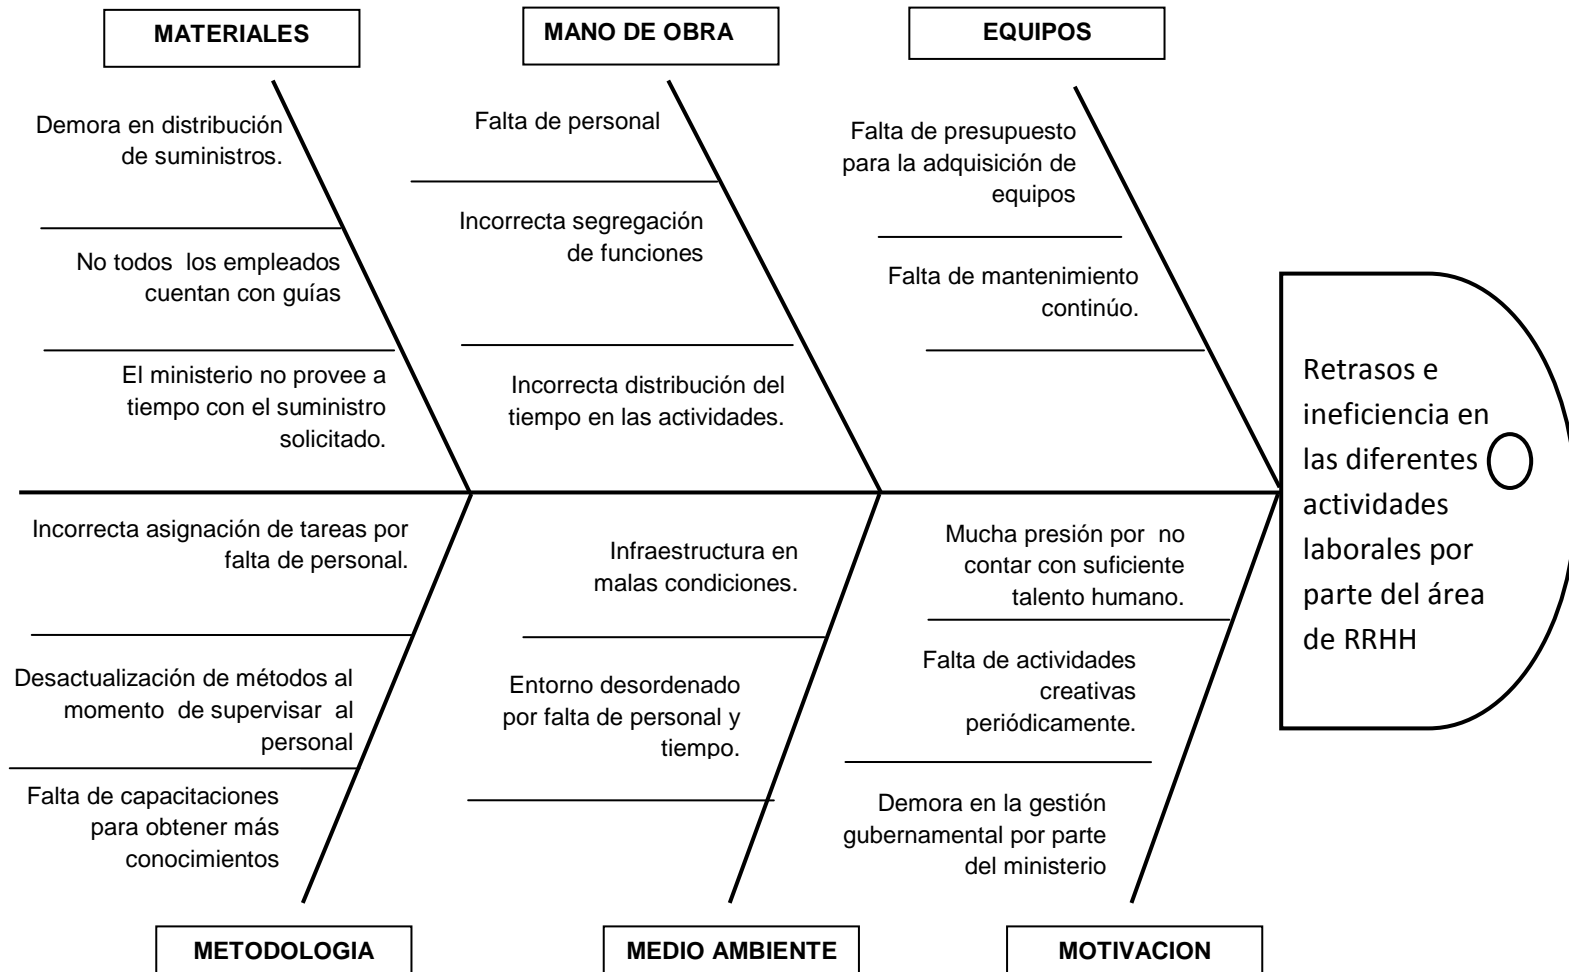 MATERIALES
MANO DE OBRA
EQUIPOS
Demora en distribución
de suministros.
No todos los empleados
cuentan con guías
El ministerio no provee a
tiempo con el suministro
solicitado.
Falta de personal
Incorrecta segregación
de funciones
Incorrecta distribución del
tiempo en las actividades.
Falta de presupuesto
para la adquisición de
equipos
Falta de mantenimiento
continúo.
Retrasos e
ineficiencia en
las diferentes
actividades
laborales por
parte del área
de RRHH
Incorrecta asignación de tareas por
falta de personal.
Desactualización de métodos al
momento de supervisar al
personal
Falta de capacitaciones
para obtener más
conocimientos
Infraestructura en
malas condiciones.
Entorno desordenado
por falta de personal y
tiempo.
Mucha presión por no
contar con suficiente
talento humano.
Falta de actividades
creativas
periódicamente.
Demora en la gestión
gubernamental por parte
del ministerio
METODOLOGIA
MEDIO AMBIENTE
MOTIVACION